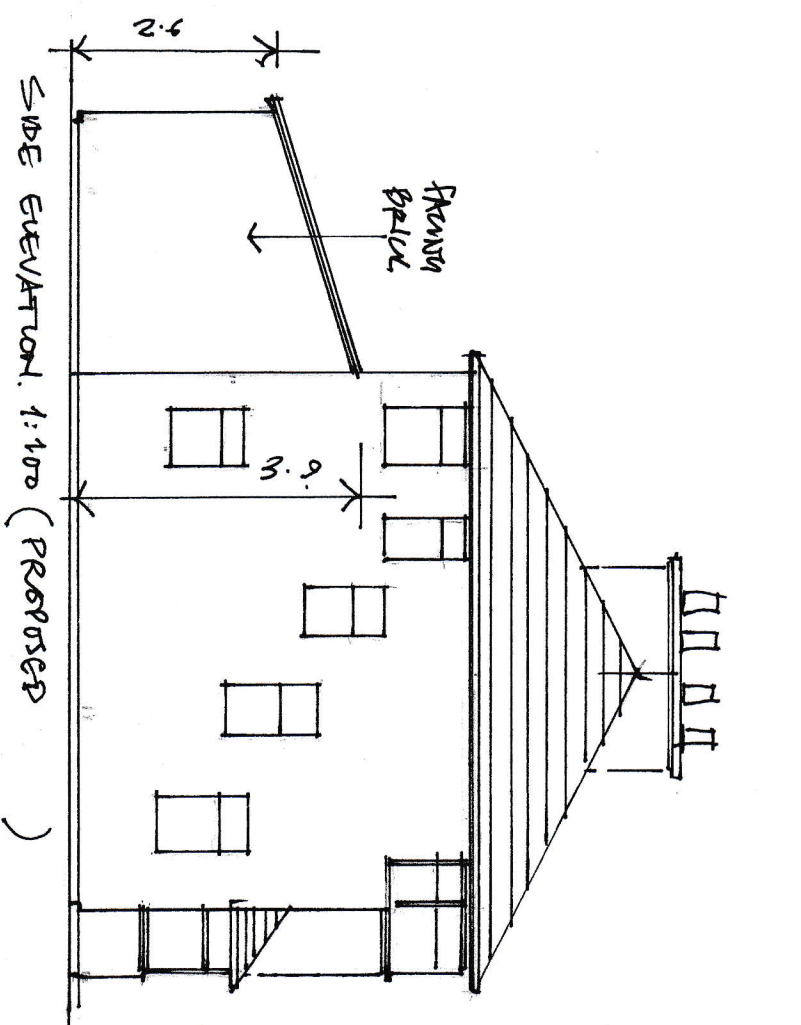 FACING
BRICK
2.6
3.9
SIDE ELEVATION. 1:100 (PROPOSED )